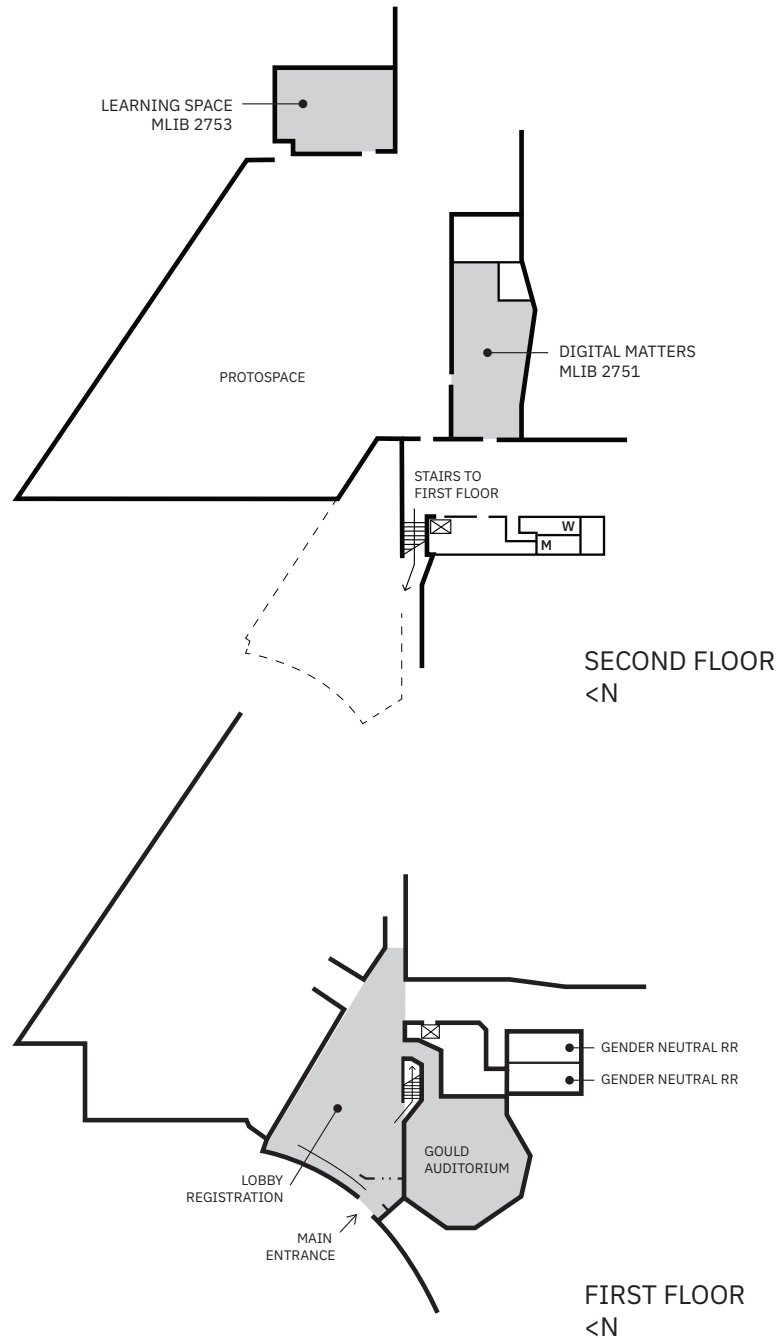 LEARNING SPACE
MLIB 2753
DIGITAL MATTERS
MLIB 2751
PROTOSPACE
STAIRS TO
FIRST FLOOR
W
M
SECOND FLOOR
<N
GENDER NEUTRAL RR
GENDER NEUTRAL RR
GOULD
AUDITORIUM
LOBBY
REGISTRATION
MAIN
ENTRANCE
FIRST FLOOR
<N